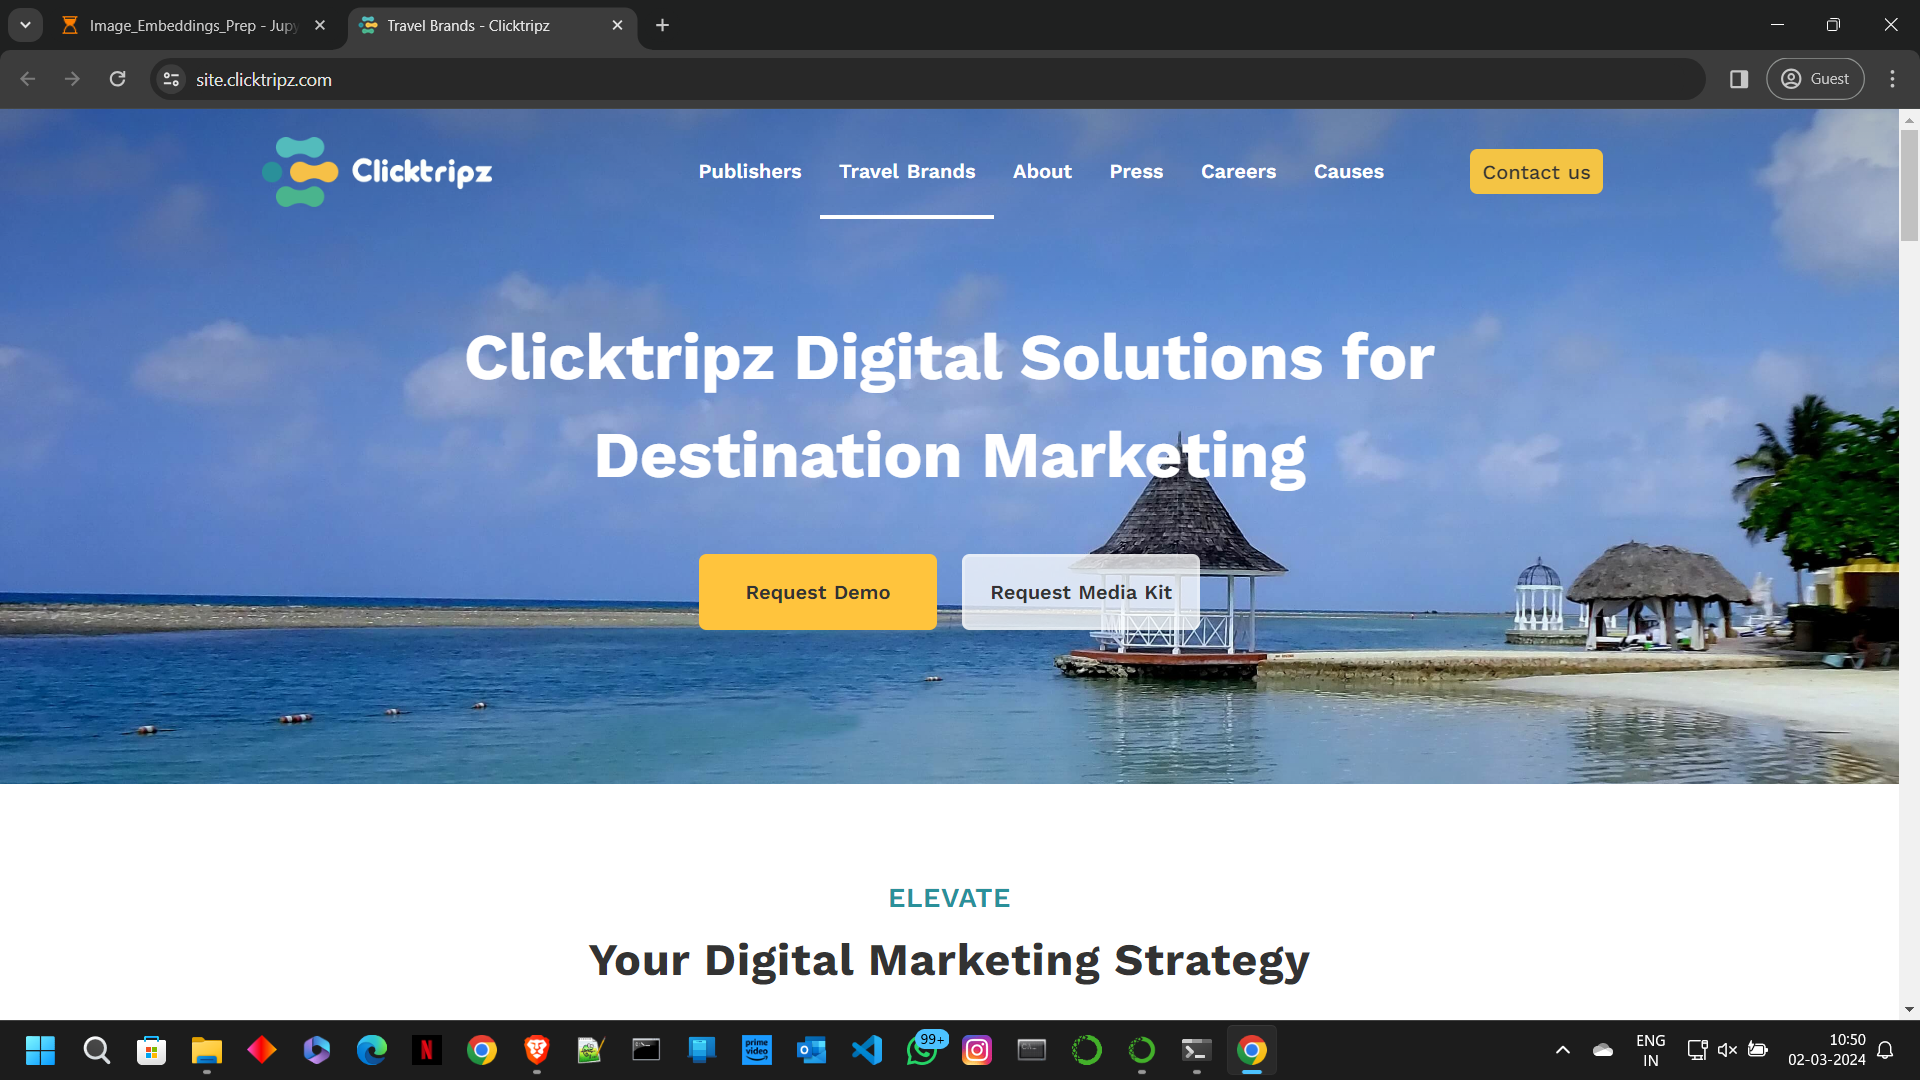 Image_Embeddings_Prep - Jupy
Travel Brands - Clicktripz
site.clicktripz.com
Guest
Clicktripz
Publishers
Travel Brands
About
Press
Careers
Causes
Contact us
Clicktripz Digital Solutions for
Destination Marketing
Request Demo
Request Media Kit
ELEVATE
Your Digital Marketing Strategy
N
prime
video
99+
ENG
IN
10:50
02-03-2024